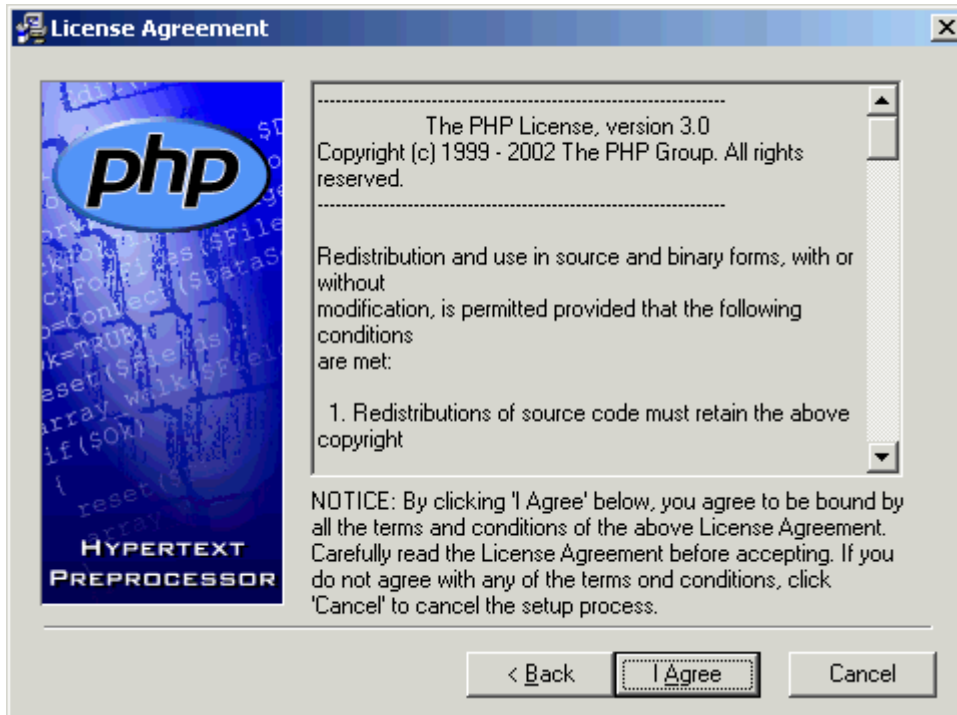 License Agreement
php
HYPERTEXT
PREPROCESSOR
The PHP License, version 3.0
Copyright (c) 1999 - 2002 The PHP Group. All rights
reserved.
Redistribution and use in source and binary forms, with or
without
modification, is permitted provided that the following
conditions
are met:
1. Redistributions of source code must retain the above
copyright
NOTICE: By clicking 'I Agree' below, you agree to be bound by
all the terms and conditions of the above License Agreement.
Carefully read the License Agreement before accepting. If you
do not agree with any of the terms ond conditions, click
'Cancel' to cancel the setup process.
< Back
I Agree
Cancel